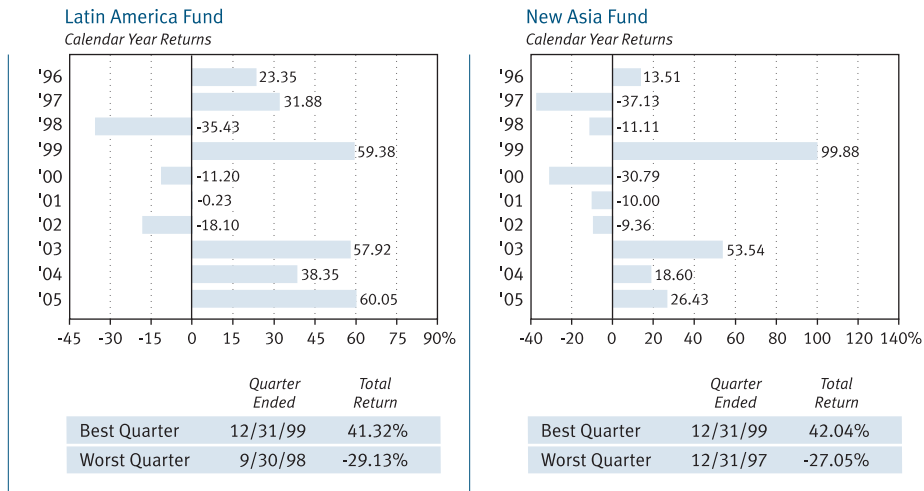 Latin America Fund
Calendar Year Returns
'96 23.35
'97 31.88
'98 -35.43
'99 59.38
'00 -11.20
'01 -0.23
'02 -18.10
'03 57.92
'04 38.35
'05 60.05
-45 -30 -15 0 15 30 45 60 75 90%
Quarter Ended Total Return
Best Quarter 12/31/99 41.32%
Worst Quarter 9/30/98 -29.13%
New Asia Fund
Calendar Year Returns
'96 13.51
'97 -37.13
'98 -11.11
'99 99.88
'00 -30.79
'01 -10.00
'02 -9.36
'03 53.54
'04 18.60
'05 26.43
-40 -20 0 20 40 60 80 100 120 140%
Quarter Ended Total Return
Best Quarter 12/31/99 42.04%
Worst Quarter 12/31/97 -27.05%